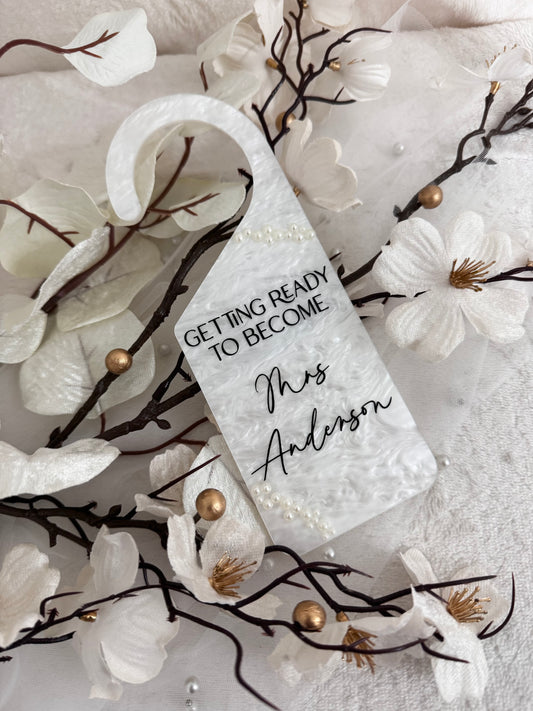 GETTING READY
TO BECOME
Mrs
Anderson